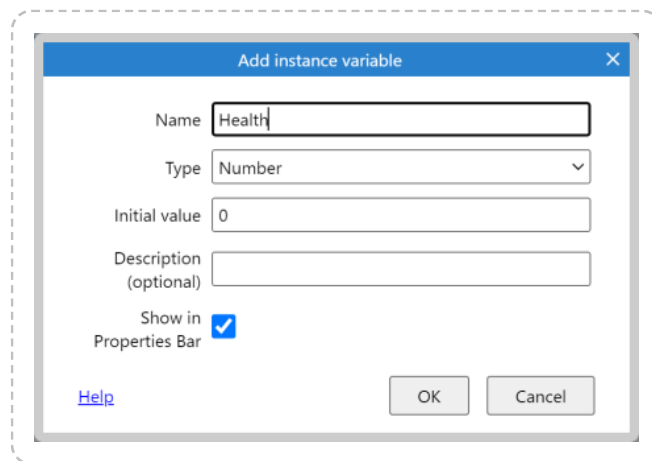 Add instance variable
Name Health
Type Number
Initial value 0
Description
(optional)
Show in
Properties Bar
Help OK Cancel